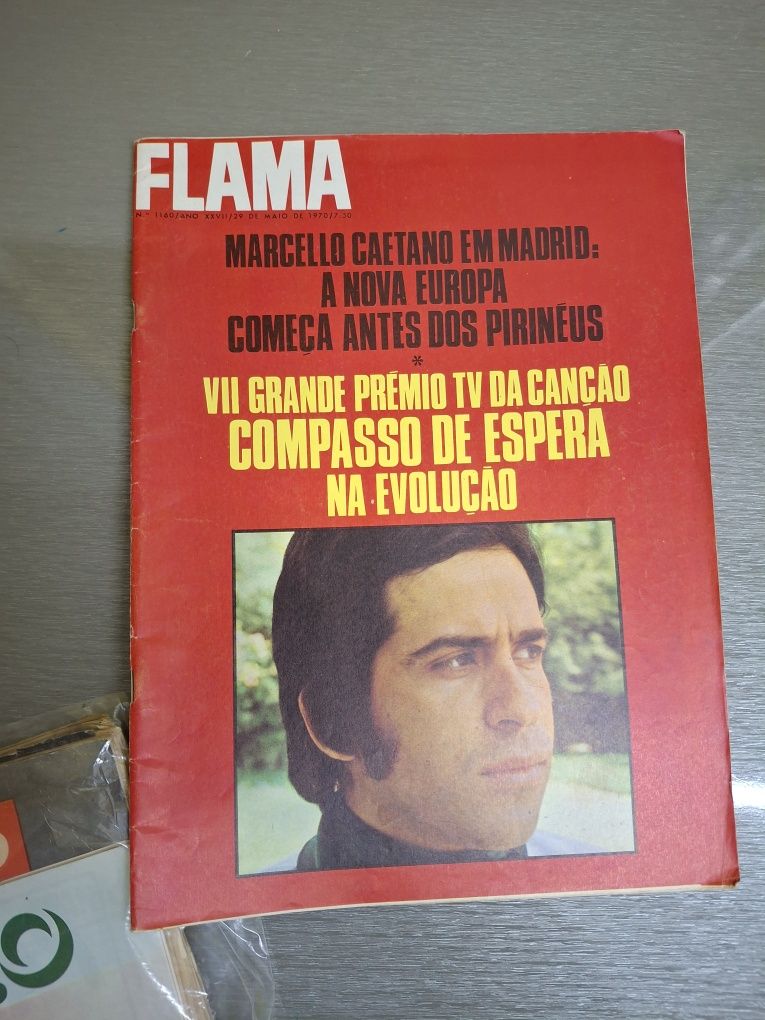 FLAMA
N.º 1160/ANO XXVII/29 DE MAIO DE 1970/7.50
MARCELLO CAETANO EM MADRID:
A NOVA EUROPA
COMEÇA ANTES DOS PIRINÉUS
*
VII GRANDE PRÉMIO TV DA CANÇÃO
COMPASSO DE ESPERA
NA EVOLUÇÃO